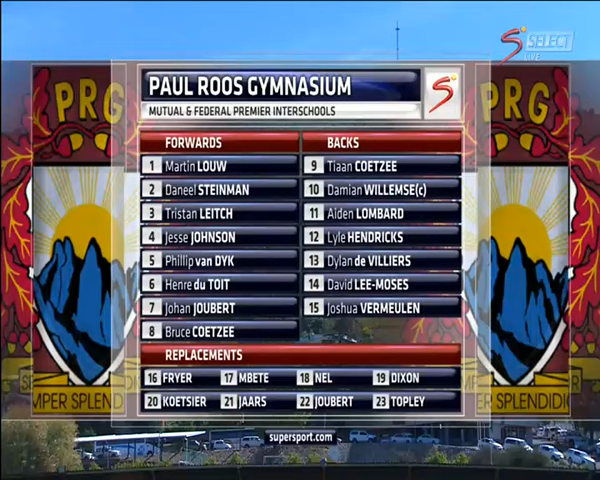 SELECT
LIVE
PAUL ROOS GYMNASIUM
MUTUAL & FEDERAL PREMIER INTERSCHOOLS
PRG
PRG
FORWARDS
BACKS
1 Martin LOUW
9 Tiaan COETZEE
2 Daneel STEINMAN
10 Damian WILLEMSE(c)
3 Tristan LEITCH
11 Aiden LOMBARD
4 Jesse JOHNSON
12 Lyle HENDRICKS
5 Phillip van DYK
13 Dylan de VILLIERS
6 Henre du TOIT
14 David LEE-MOSES
7 Johan JOUBERT
15 Joshua VERMEULEN
8 Bruce COETZEE
REPLACEMENTS
16 FRYER 17 MBETE 18 NEL 19 DIXON
20 KOETSIER 21 JAARS 22 JOUBERT 23 TOPLEY
MPER SPLEND
SPLENDIDIO
supersport.com